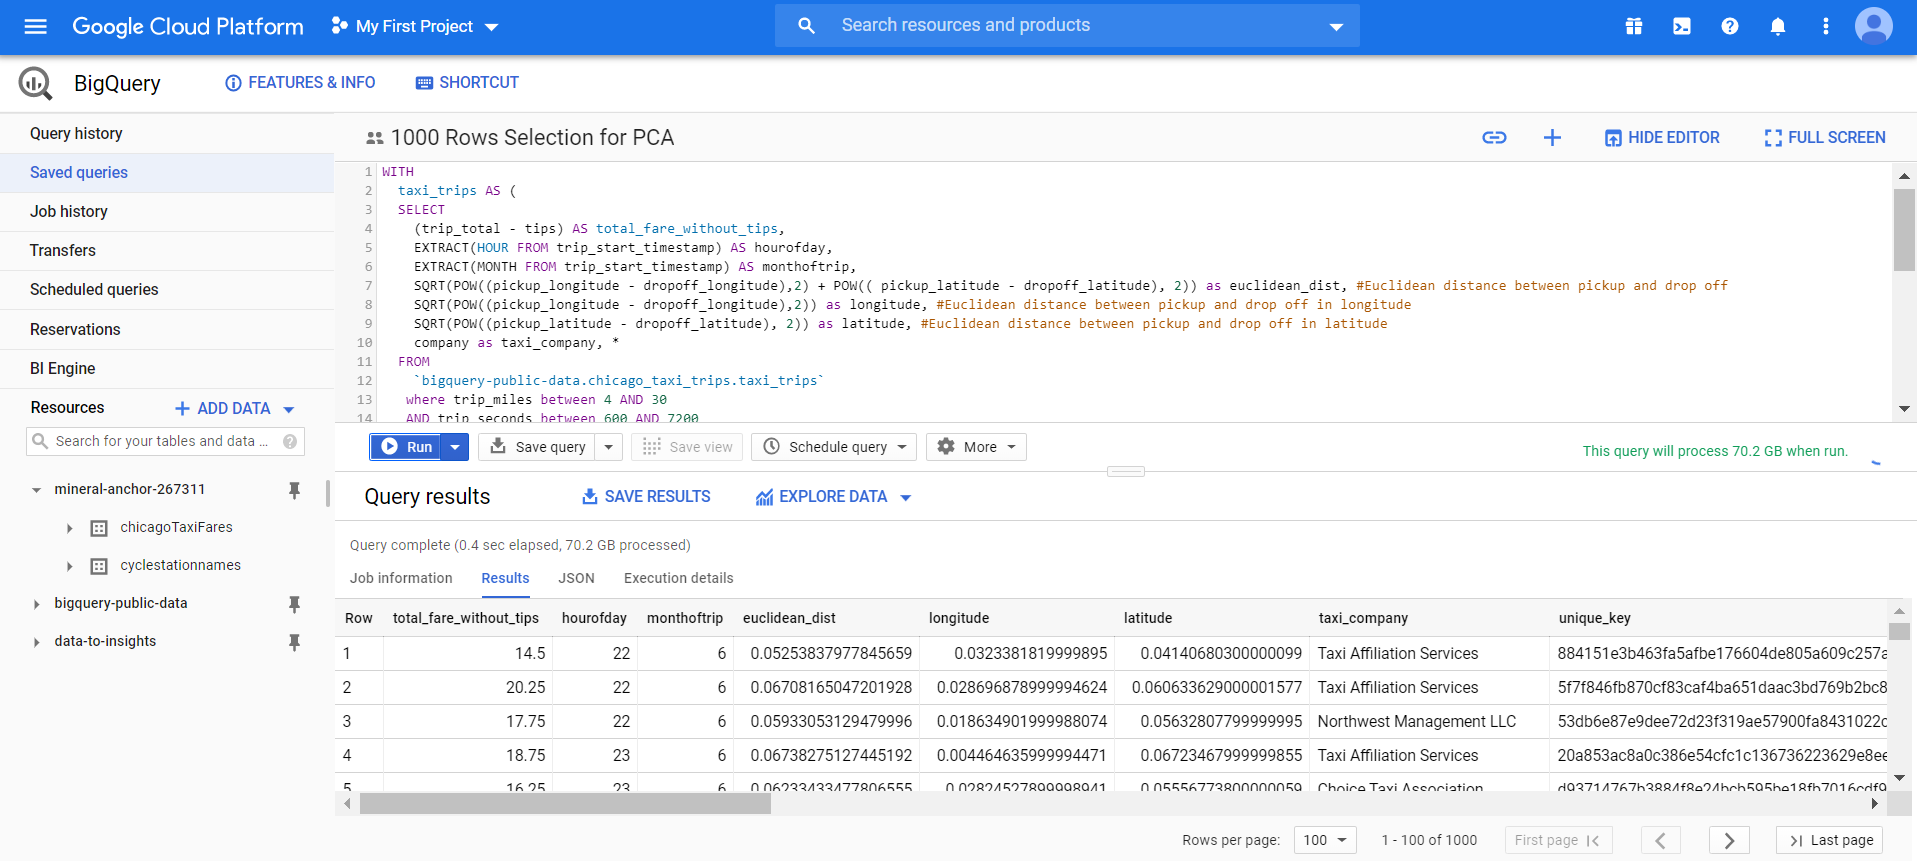 Google Cloud Platform
My First Project
Search resources and products
BigQuery
FEATURES & INFO
SHORTCUT
Query history
Saved queries
Job history
Transfers
Scheduled queries
Reservations
BI Engine
Resources
ADD DATA
Search for your tables and data ...
mineral-anchor-267311
chicagoTaxiFares
cyclestationnames
bigquery-public-data
data-to-insights
1000 Rows Selection for PCA
HIDE EDITOR
FULL SCREEN
1 WITH
2 taxi_trips AS (
3 SELECT
4 (trip_total - tips) AS total_fare_without_tips,
5 EXTRACT(HOUR FROM trip_start_timestamp) AS hourofday,
6 EXTRACT(MONTH FROM trip_start_timestamp) AS monthoftrip,
7 SQRT(POW((pickup_longitude - dropoff_longitude),2) + POW(( pickup_latitude - dropoff_latitude), 2)) as euclidean_dist, #Euclidean distance between pickup and drop off
8 SQRT(POW((pickup_longitude - dropoff_longitude),2)) as longitude, #Euclidean distance between pickup and drop off in longitude
9 SQRT(POW((pickup_latitude - dropoff_latitude), 2)) as latitude, #Euclidean distance between pickup and drop off in latitude
10 company as taxi_company, *
11 FROM
12 `bigquery-public-data.chicago_taxi_trips.taxi_trips`
13 where trip_miles between 4 AND 30
14 AND trip_seconds between 600 AND 7200
Run
Save query
Save view
Schedule query
More
This query will process 70.2 GB when run.
Query results
SAVE RESULTS
EXPLORE DATA
Query complete (0.4 sec elapsed, 70.2 GB processed)
Job information Results JSON Execution details
Row total_fare_without_tips hourofday monthoftrip euclidean_dist longitude latitude taxi_company unique_key
1 14.5 22 6 0.05253837977845659 0.0323381819999895 0.04140680300000099 Taxi Affiliation Services 884151e3b463fa5afbe176604de805a609c257a
2 20.25 22 6 0.06708165047201928 0.028696878999994624 0.060633629000001577 Taxi Affiliation Services 5f7f846fb870cf83caf4ba651daac3bd769b2bc8
3 17.75 22 6 0.05933053129479996 0.018634901999988074 0.05632807799999995 Northwest Management LLC 53db6e87e9dee72d23f319ae57900fa8431022c
4 18.75 23 6 0.06738275127445192 0.004464635999994471 0.06723467999999855 Taxi Affiliation Services 20a853ac8a0c386e54cfc1c136736223629e8ee
5 16.25 23 6 0.06233433477806555 0.02824527899998941 0.05556773800000059 Choice Taxi Association d93714767b3884f8e24bcb595be18fb7016cdf9
Rows per page: 100 1 - 100 of 1000 First page Last page